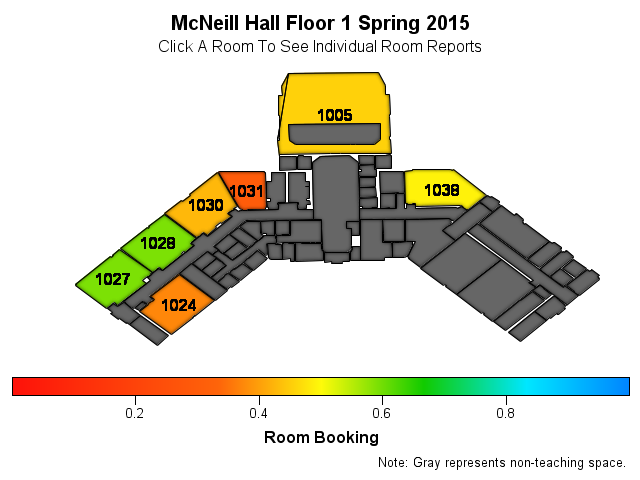 McNeill Hall Floor 1 Spring 2015
Click A Room To See Individual Room Reports
1005
1031
1038
1030
1028
1027
1024
0.2 0.4 0.6 0.8
Room Booking
Note: Gray represents non-teaching space.